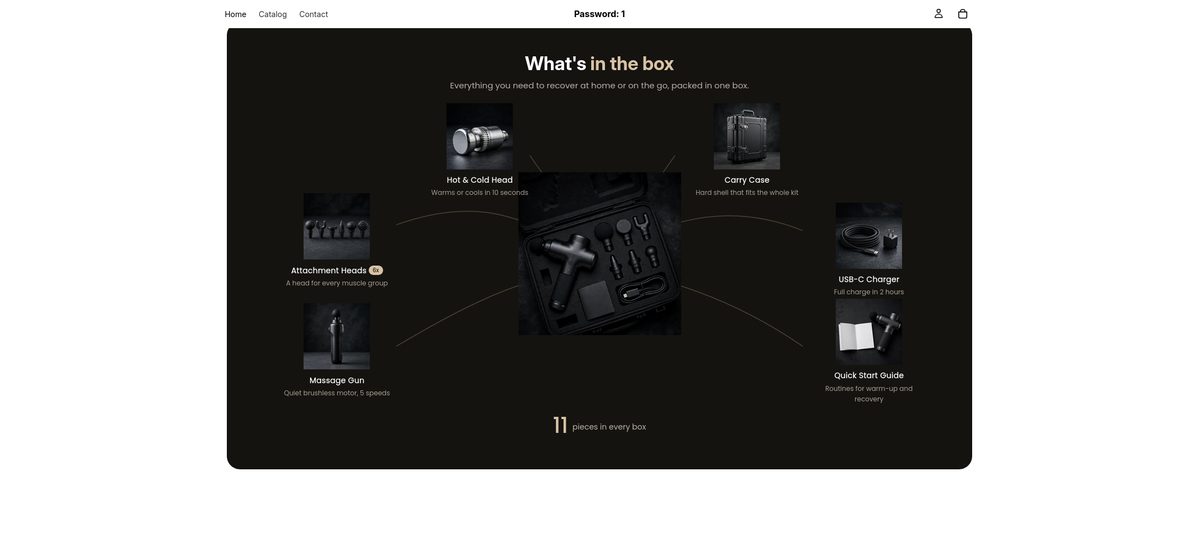 Home Catalog Contact
Password: 1
What's in the box
Everything you need to recover at home or on the go, packed in one box.
Hot & Cold Head
Warms or cools in 10 seconds
Carry Case
Hard shell that fits the whole kit
Attachment Heads 6x
A head for every muscle group
USB-C Charger
Full charge in 2 hours
Massage Gun
Quiet brushless motor, 5 speeds
Quick Start Guide
Routines for warm-up and
recovery
11 pieces in every box